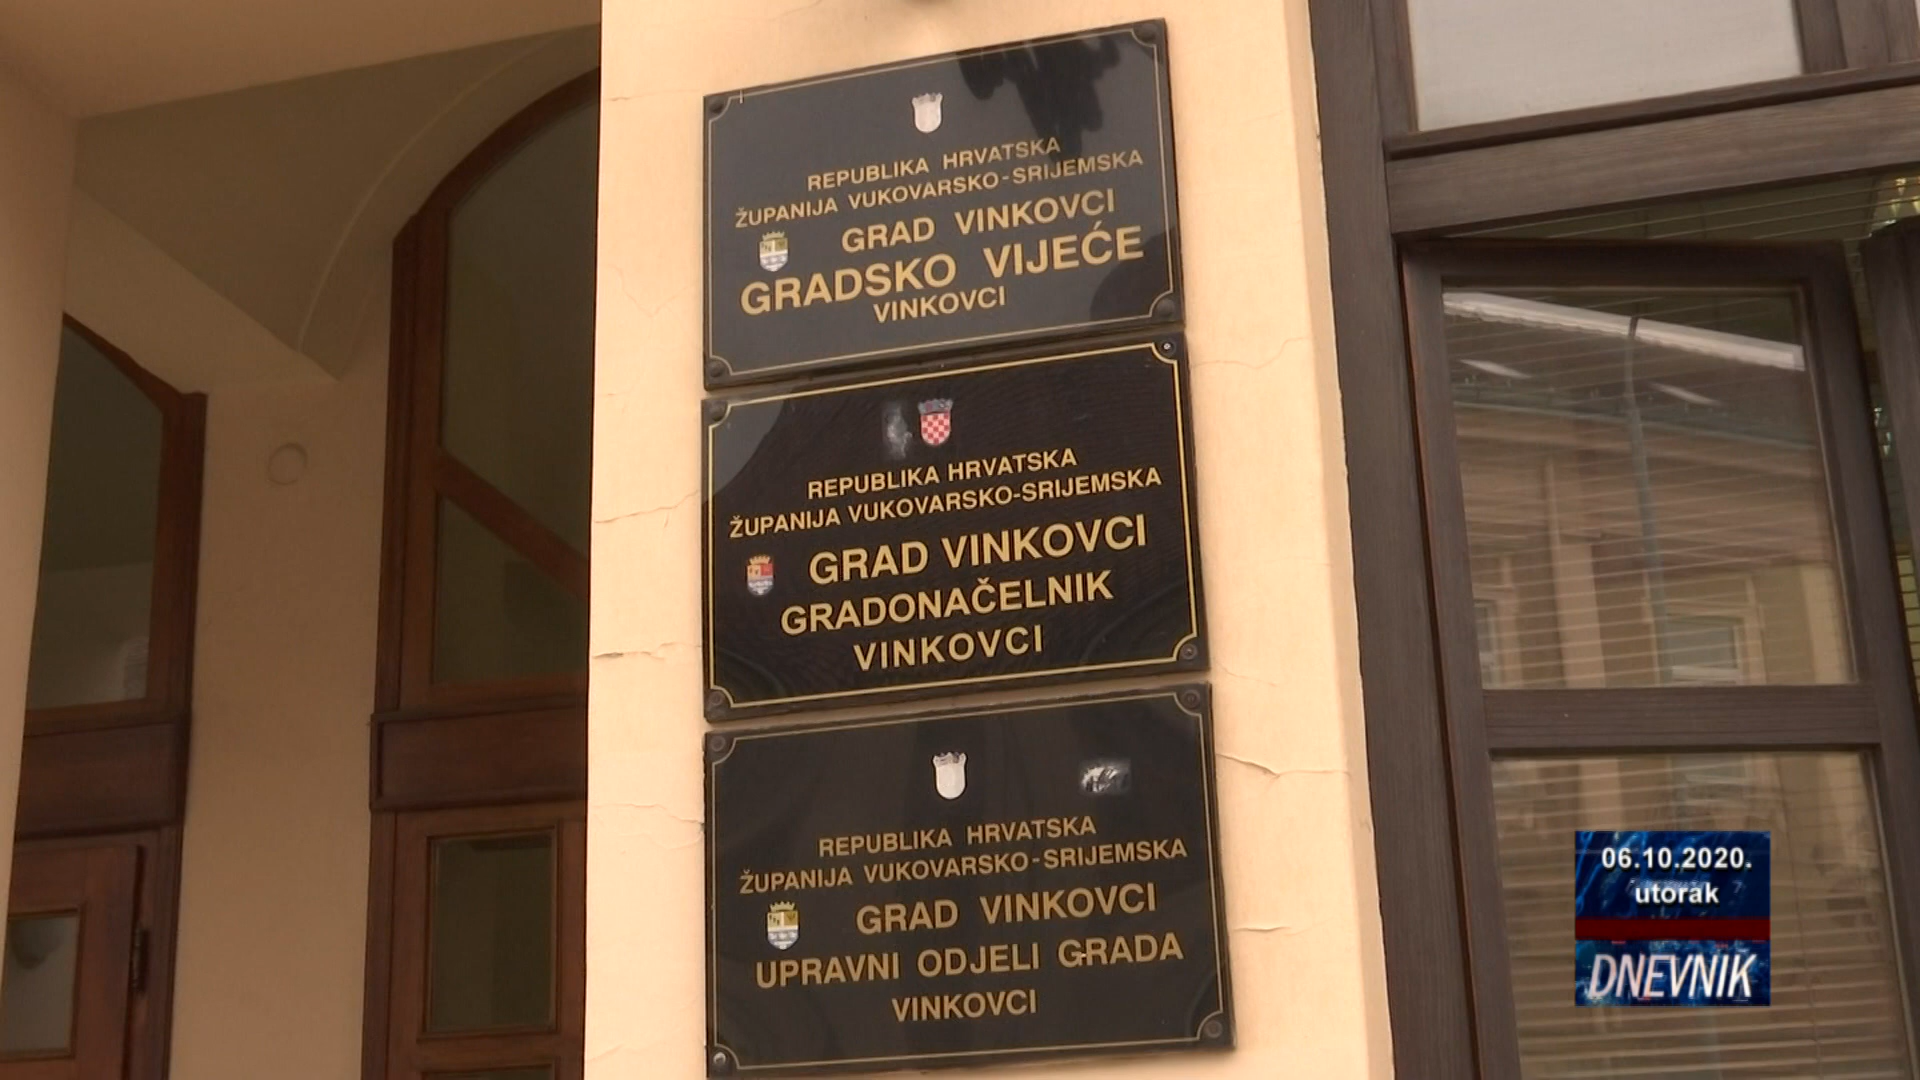 REPUBLIKA HRVATSKA
ŽUPANIJA VUKOVARSKO-SRIJEMSKA
GRAD VINKOVCI
GRADSKO VIJEĆE
VINKOVCI
REPUBLIKA HRVATSKA
ŽUPANIJA VUKOVARSKO-SRIJEMSKA
GRAD VINKOVCI
GRADONAČELNIK
VINKOVCI
REPUBLIKA HRVATSKA
ŽUPANIJA VUKOVARSKO-SRIJEMSKA
GRAD VINKOVCI
UPRAVNI ODJELI GRADA
VINKOVCI
06.10.2020.
utorak
DNEVNIK